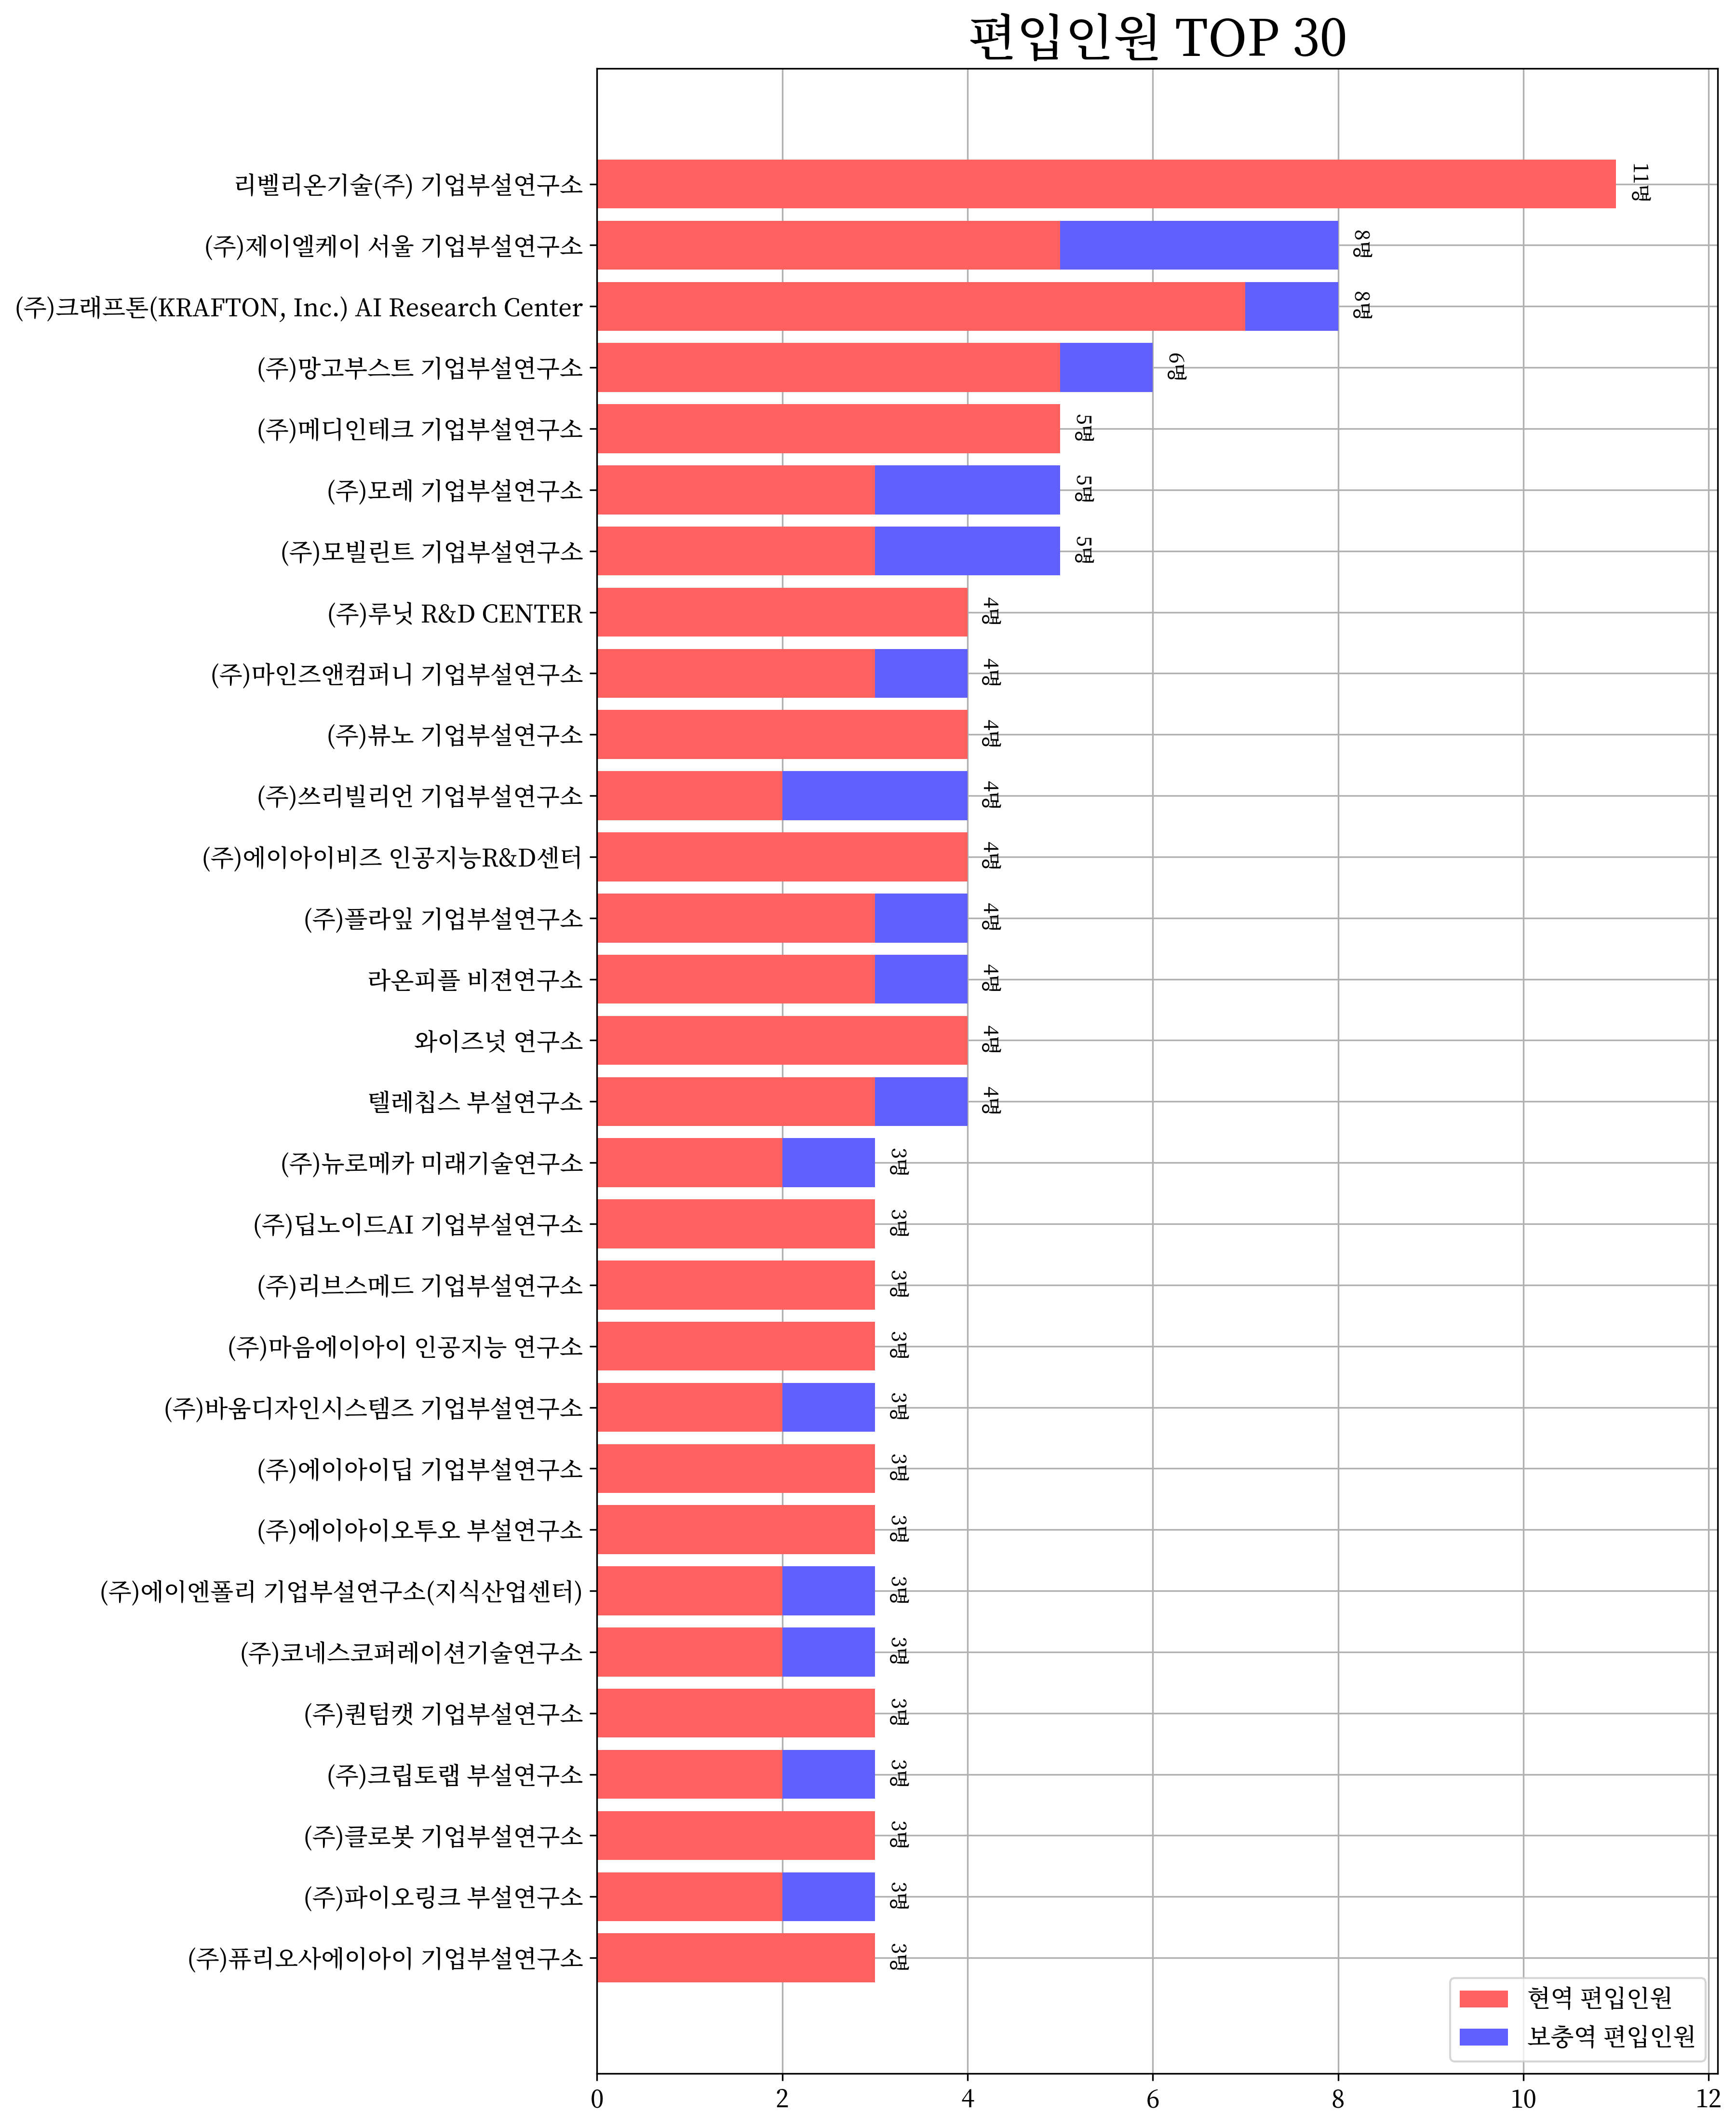 편입인원 TOP 30
리벨리온기술(주) 기업부설연구소
11명
(주)제이엘케이 서울 기업부설연구소
8명
(주)크래프톤(KRAFTON, Inc.) AI Research Center
8명
(주)망고부스트 기업부설연구소
6명
(주)메디인테크 기업부설연구소
5명
(주)모레 기업부설연구소
5명
(주)모빌린트 기업부설연구소
5명
(주)루닛 R&D CENTER
4명
(주)마인즈앤컴퍼니 기업부설연구소
4명
(주)뷰노 기업부설연구소
4명
(주)쓰리빌리언 기업부설연구소
4명
(주)에이아이비즈 인공지능R&D센터
4명
(주)플라잎 기업부설연구소
4명
라온피플 비젼연구소
4명
와이즈넛 연구소
4명
텔레칩스 부설연구소
4명
(주)뉴로메카 미래기술연구소
3명
(주)딥노이드AI 기업부설연구소
3명
(주)리브스메드 기업부설연구소
3명
(주)마음에이아이 인공지능 연구소
3명
(주)바움디자인시스템즈 기업부설연구소
3명
(주)에이아이딥 기업부설연구소
3명
(주)에이아이오투오 부설연구소
3명
(주)에이엔폴리 기업부설연구소(지식산업센터)
3명
(주)코네스코퍼레이션기술연구소
3명
(주)퀀텀캣 기업부설연구소
3명
(주)크립토랩 부설연구소
3명
(주)클로봇 기업부설연구소
3명
(주)파이오링크 부설연구소
3명
(주)퓨리오사에이아이 기업부설연구소
3명
현역 편입인원
보충역 편입인원
0 2 4 6 8 10 12